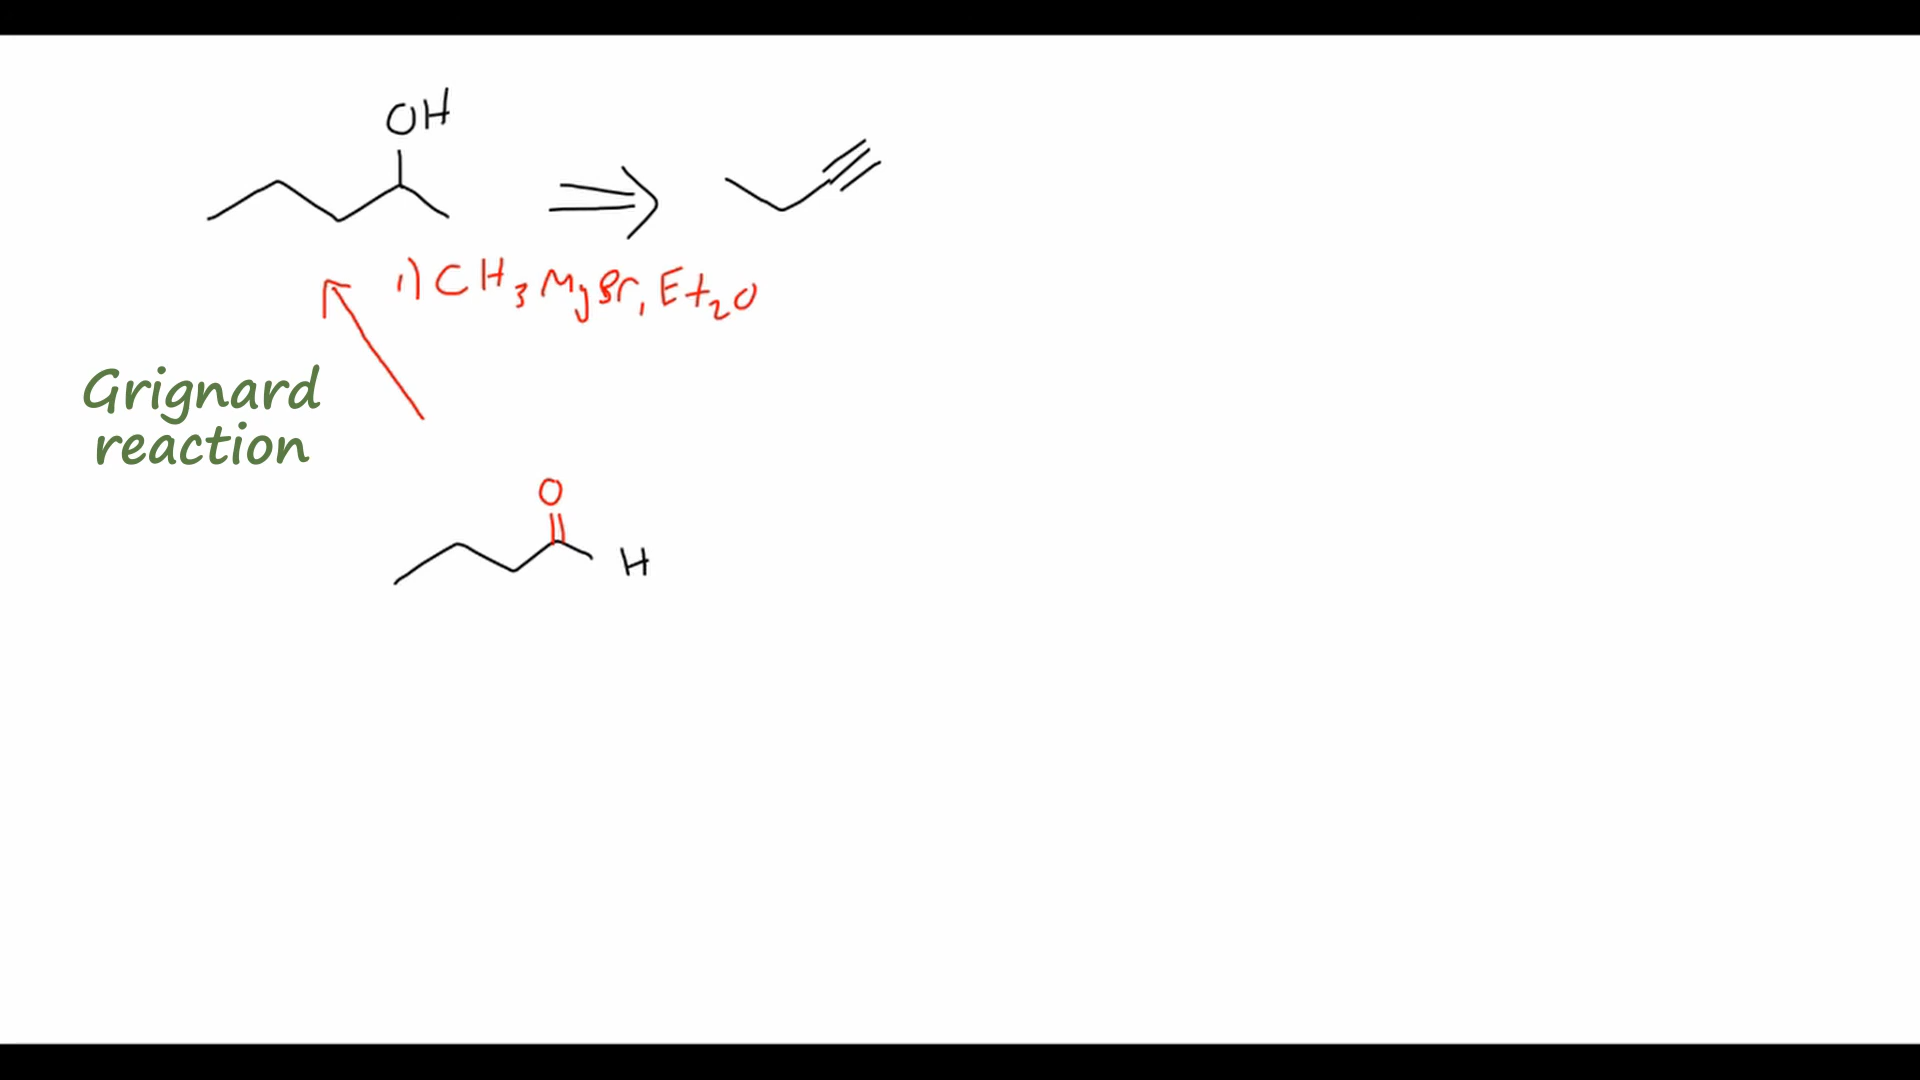 OH
1) CH₃MgBr, Et₂O
Grignard
reaction
O
H